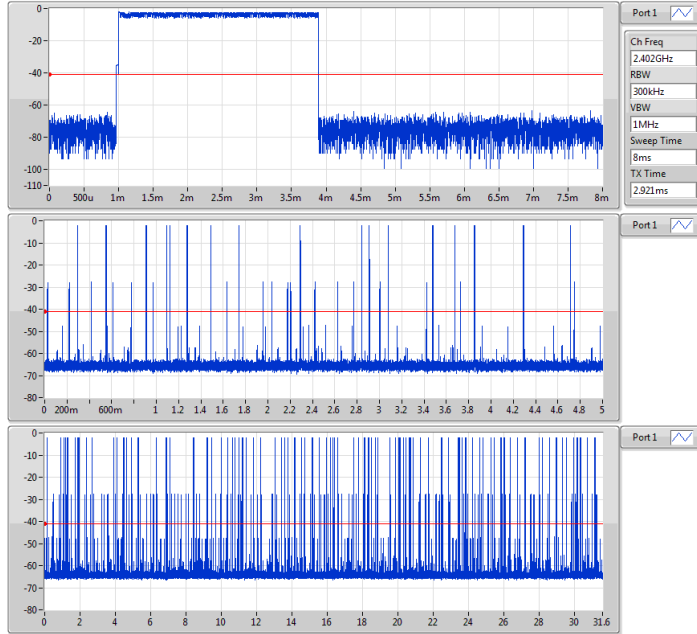 0
-20
-40
-60
-80
-100
-110
0 500u 1m 1.5m 2m 2.5m 3m 3.5m 4m 4.5m 5m 5.5m 6m 6.5m 7m 7.5m 8m
Port 1
Ch Freq
2.402GHz
RBW
300kHz
VBW
1MHz
Sweep Time
8ms
TX Time
2.921ms
0
-10
-20
-30
-40
-50
-60
-70
-80
0 200m 600m 1 1.2 1.4 1.6 1.8 2 2.2 2.4 2.6 2.8 3 3.2 3.4 3.6 3.8 4 4.2 4.4 4.6 4.8 5
Port 1
0
-10
-20
-30
-40
-50
-60
-70
-80
0 2 4 6 8 10 12 14 16 18 20 22 24 26 28 30 31.6
Port 1